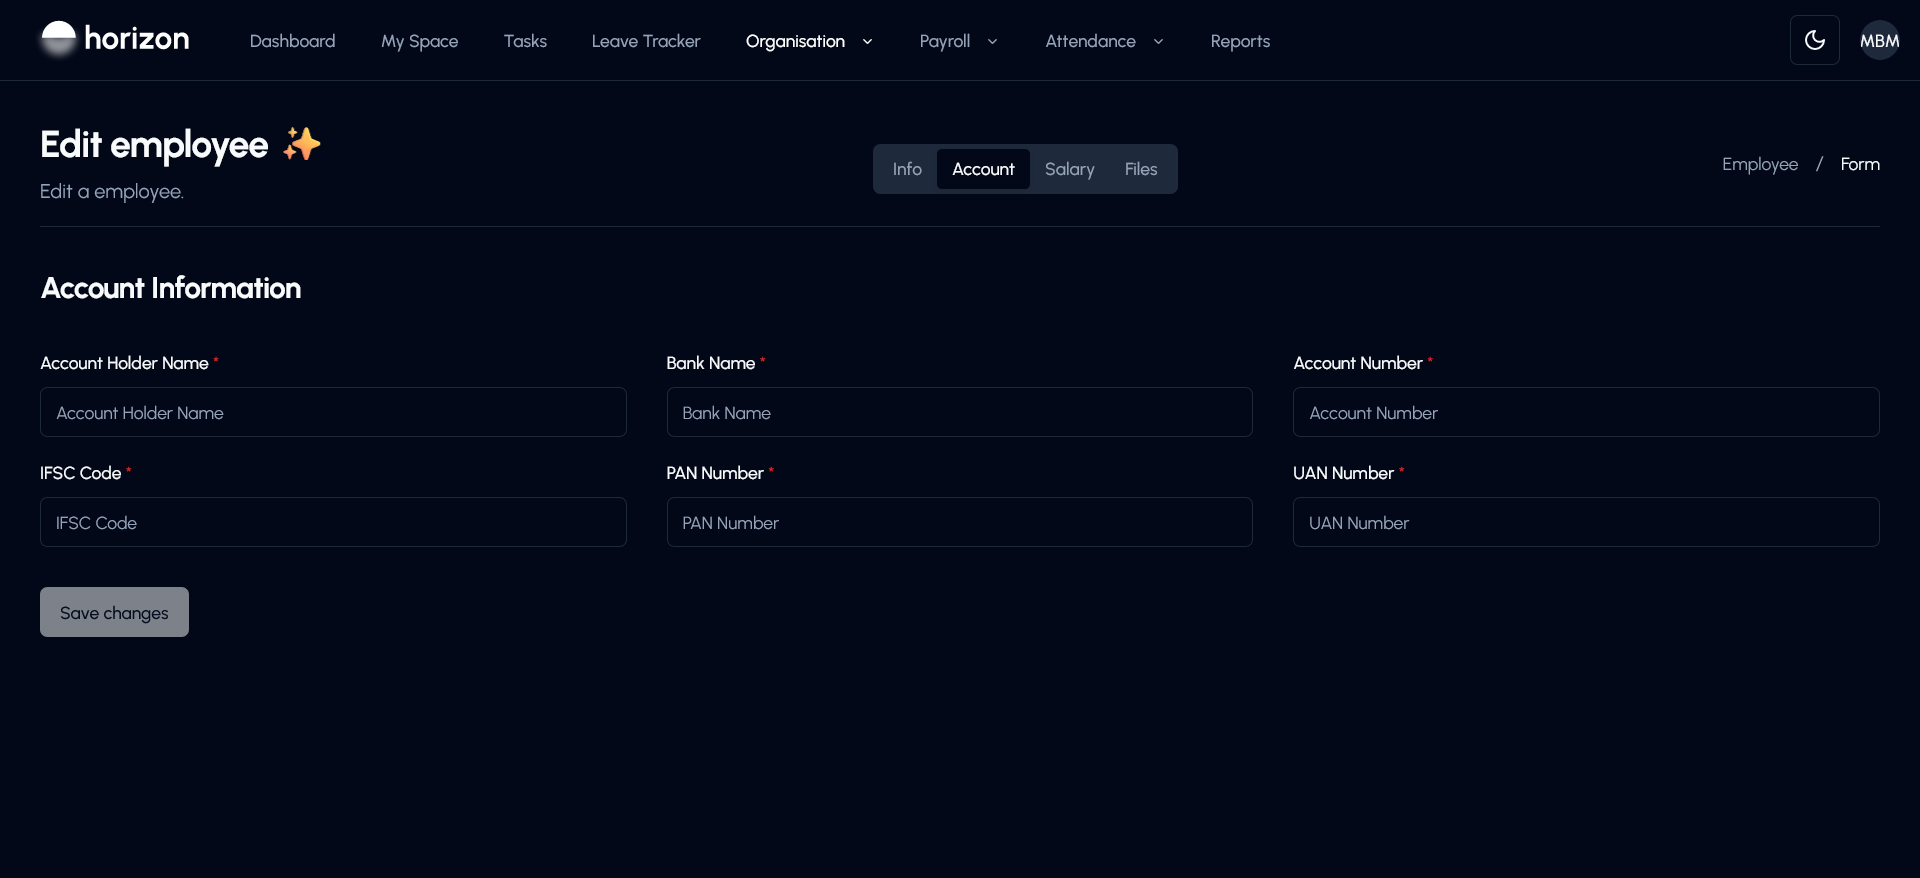 horizon
Dashboard My Space Tasks Leave Tracker Organisation Payroll Attendance Reports MBM
Edit employee ✨
Edit a employee.
Info Account Salary Files
Employee / Form
Account Information
Account Holder Name * Bank Name * Account Number *
Account Holder Name Bank Name Account Number
IFSC Code * PAN Number * UAN Number *
IFSC Code PAN Number UAN Number
Save changes